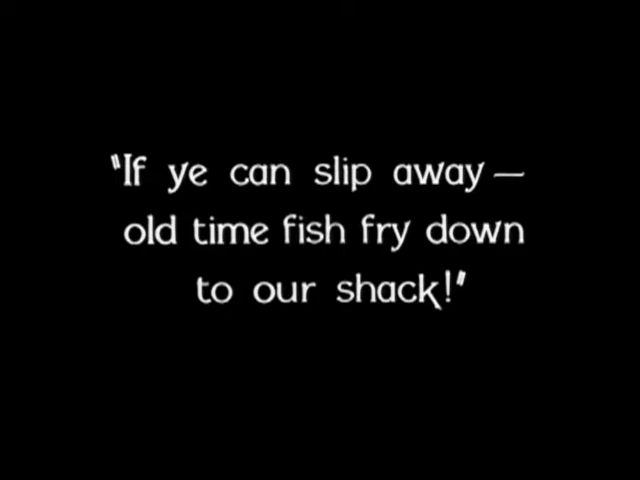 "If ye can slip away—
old time fish fry down
to our shack!"